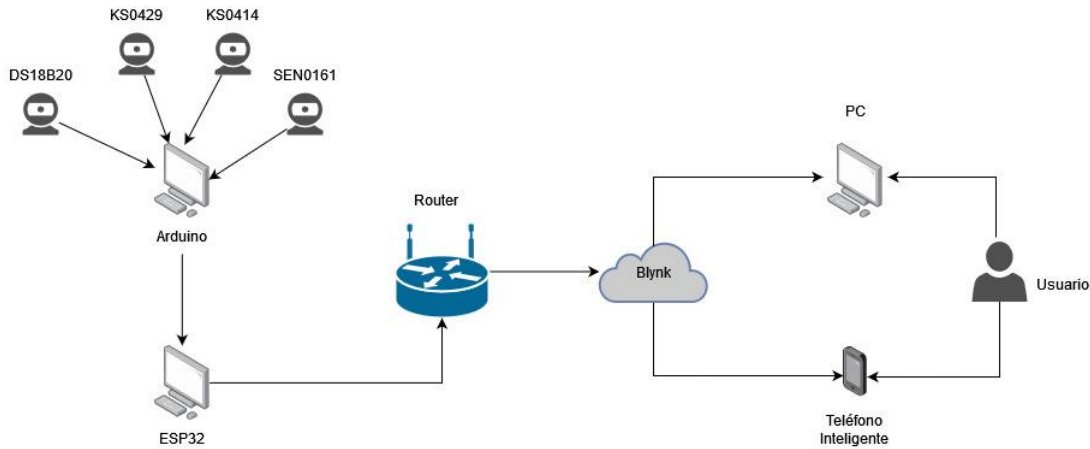 KS0429
KS0414
DS18B20
SEN0161
PC
Router
Arduino
Blynk
Usuario
Teléfono
Inteligente
ESP32